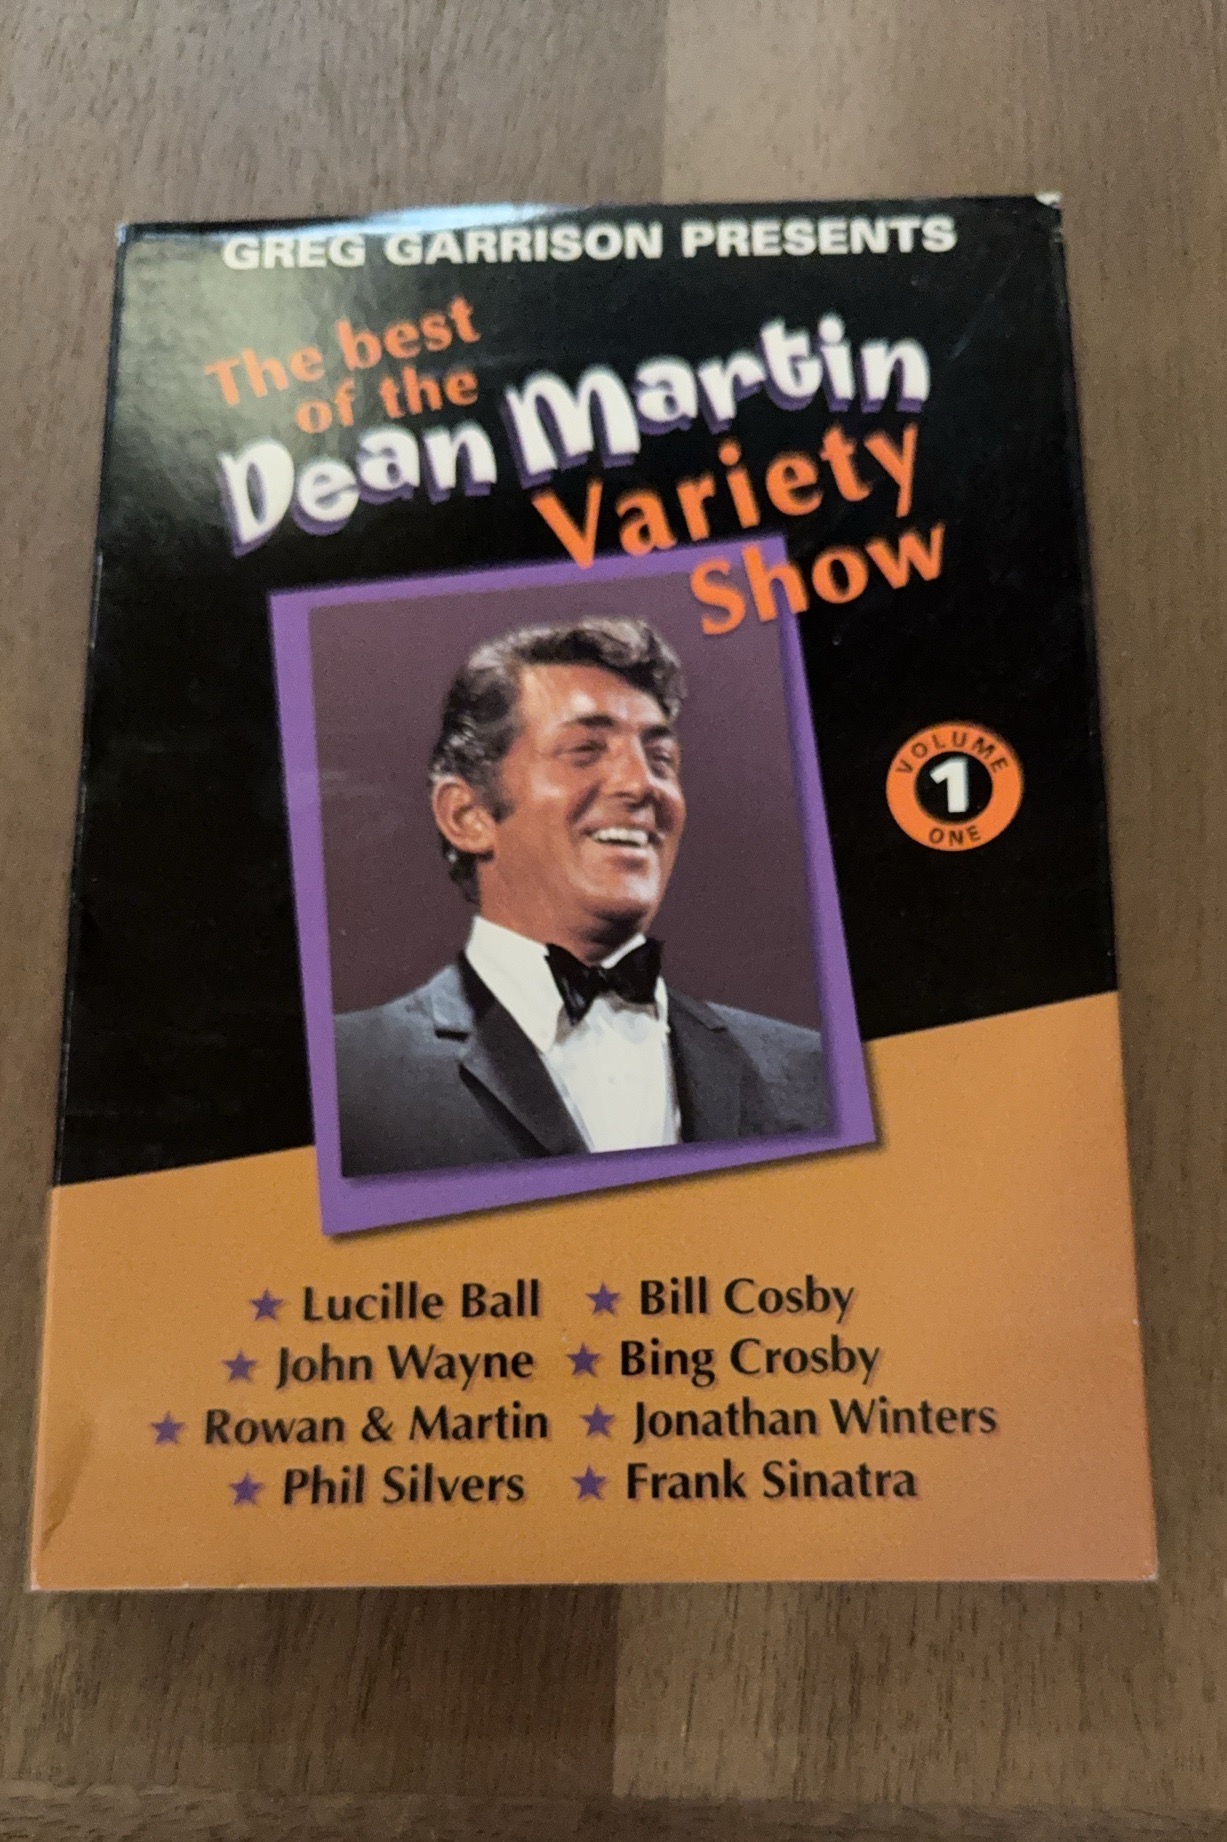 GREG GARRISON PRESENTS
The best
of the
Dean Martin
Variety
Show
VOLUME
1
ONE
★ Lucille Ball ★ Bill Cosby
★ John Wayne ★ Bing Crosby
★ Rowan & Martin ★ Jonathan Winters
★ Phil Silvers ★ Frank Sinatra